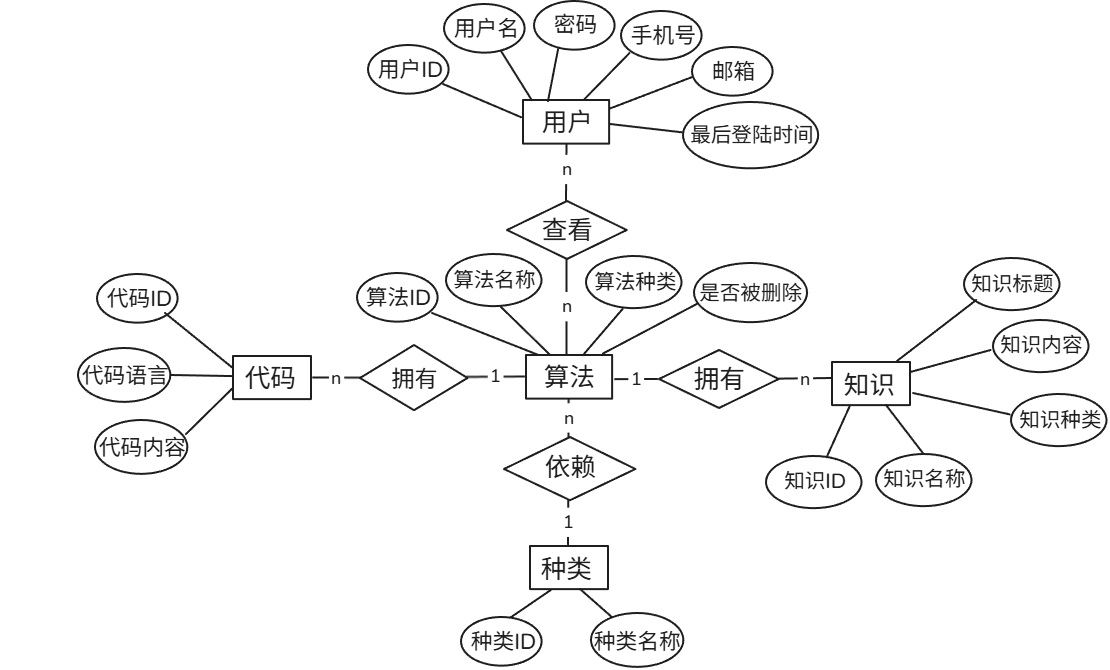 用户名
密码
手机号
用户ID
邮箱
用户
最后登陆时间
n
查看
算法ID
算法名称
算法种类
是否被删除
n
代码ID
代码语言
代码内容
代码
n
拥有
1
算法
1
拥有
n
知识
知识标题
知识内容
知识种类
知识ID
知识名称
n
依赖
1
种类
种类ID
种类名称